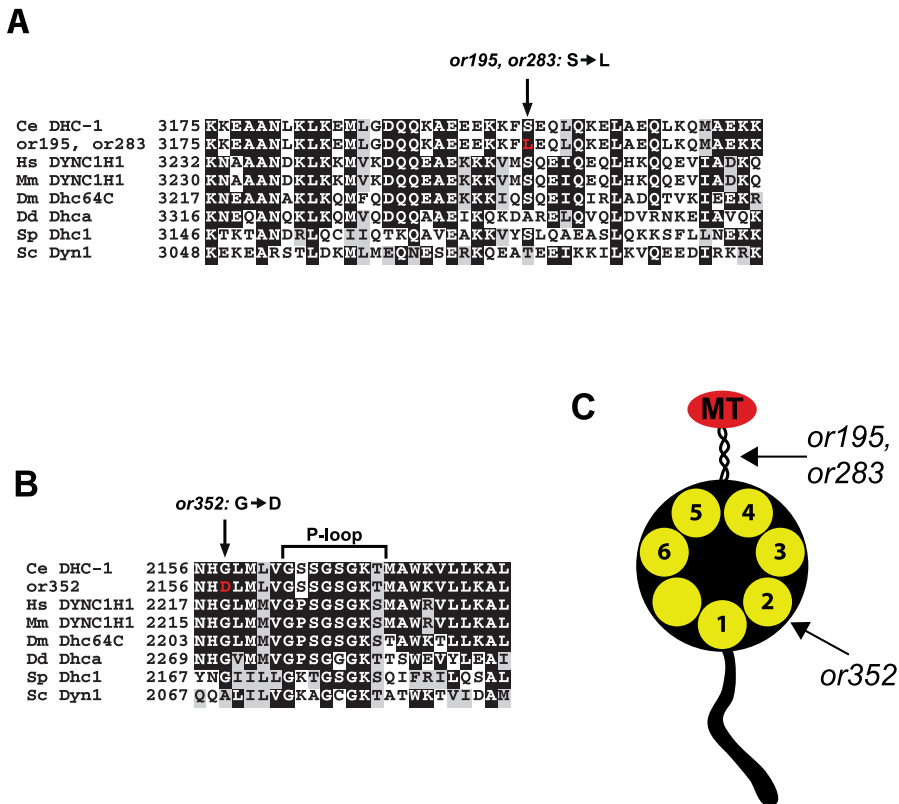 A
or195, or283: S→L
Ce DHC-1 3175 KKEAANLKLKEMLGDQQKAEEEKKFSEQLQKELAEQLKQMAEKK
or195, or283 3175 KKEAANLKLKEMLGDQQKAEEEKKFLEQLQKELAEQLKQMAEKK
Hs DYNC1H1 3232 KNAAANDKLKKMVKDQQEAEKKKVMSQEIQEQLHKQQEVIADKQ
Mm DYNC1H1 3230 KNAAANDKLKKMVKDQQEAEKKKVMSQEIQEQLHKQQEVIADKQ
Dm Dhc64C 3217 KNEAANAKLKQMFQDQQEAEKKKIQSQEIQIRLADQTVKIEEKR
Dd Dhca 3316 KNEQANQKLKQMVQDQQAAEIKQKDARELQVQLDVRNKEIAVQK
Sp Dhc1 3146 KTKTANDRLQCIIQTKQAVEAKKVYSLQAEASLQKKSFLLNEKK
Sc Dyn1 3048 KEKEARSTLDKMLMEQNESERKQEATEEIKKILKVQEEDIRKRK
B
or352: G→D
P-loop
Ce DHC-1 2156 NHGLMLVGSSGSGKTMAWKVLLKAL
or352 2156 NHDLMLVGSSGSGKTMAWKVLLKAL
Hs DYNC1H1 2217 NHGLMMVGPSGSGKSMAWRVLLKAL
Mm DYNC1H1 2215 NHGLMMVGPSGSGKSMAWRVLLKAL
Dm Dhc64C 2203 NHGLMMVGPSGSGKSTAWKTLLKAL
Dd Dhca 2269 NHGVMMVGPSGGGKTTSWEVYLEAI
Sp Dhc1 2167 YNGIILLGKTGSGKSQIFRILQSAL
Sc Dyn1 2067 QQALILVGKAGCGKTATWKTVIDAM
C
MT
or195,
or283
5 4
6 3
2
1
or352